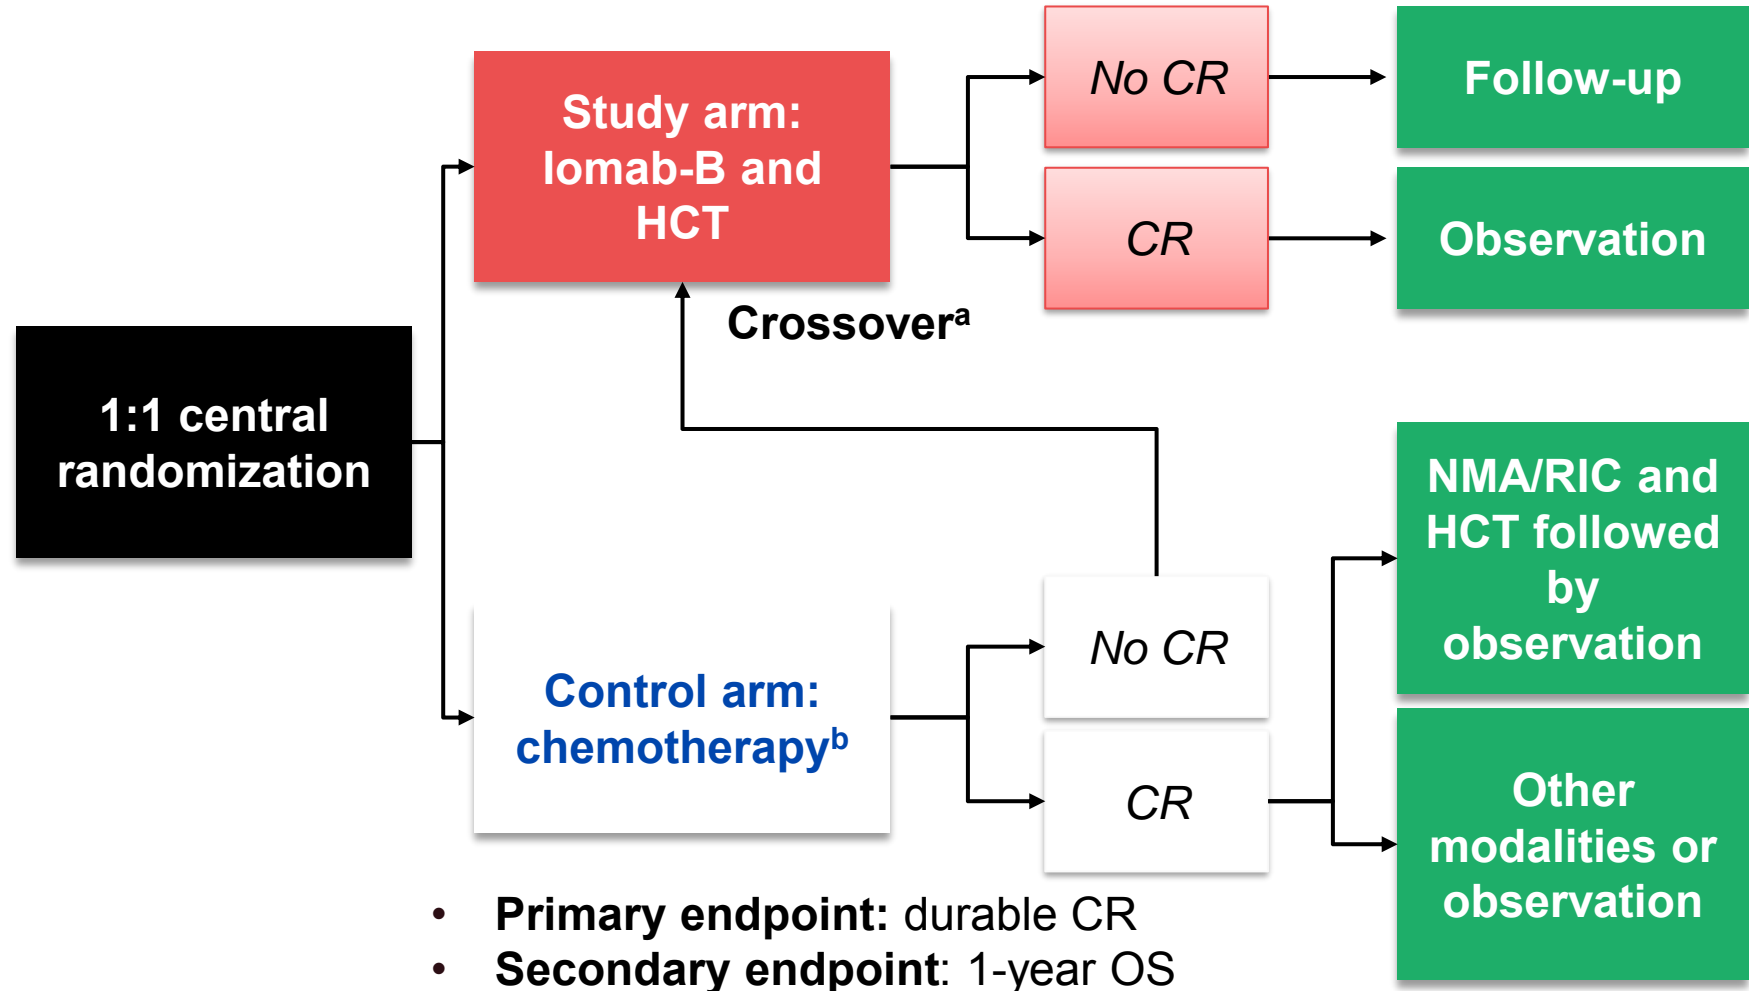 1:1 central
randomization
Study arm:
Iomab-B and
HCT
No CR
Follow-up
CR
Observation
Crossoverᵃ
Control arm:
chemotherapyᵇ
No CR
CR
NMA/RIC and
HCT followed
by
observation
Other
modalities or
observation
• Primary endpoint: durable CR
• Secondary endpoint: 1-year OS